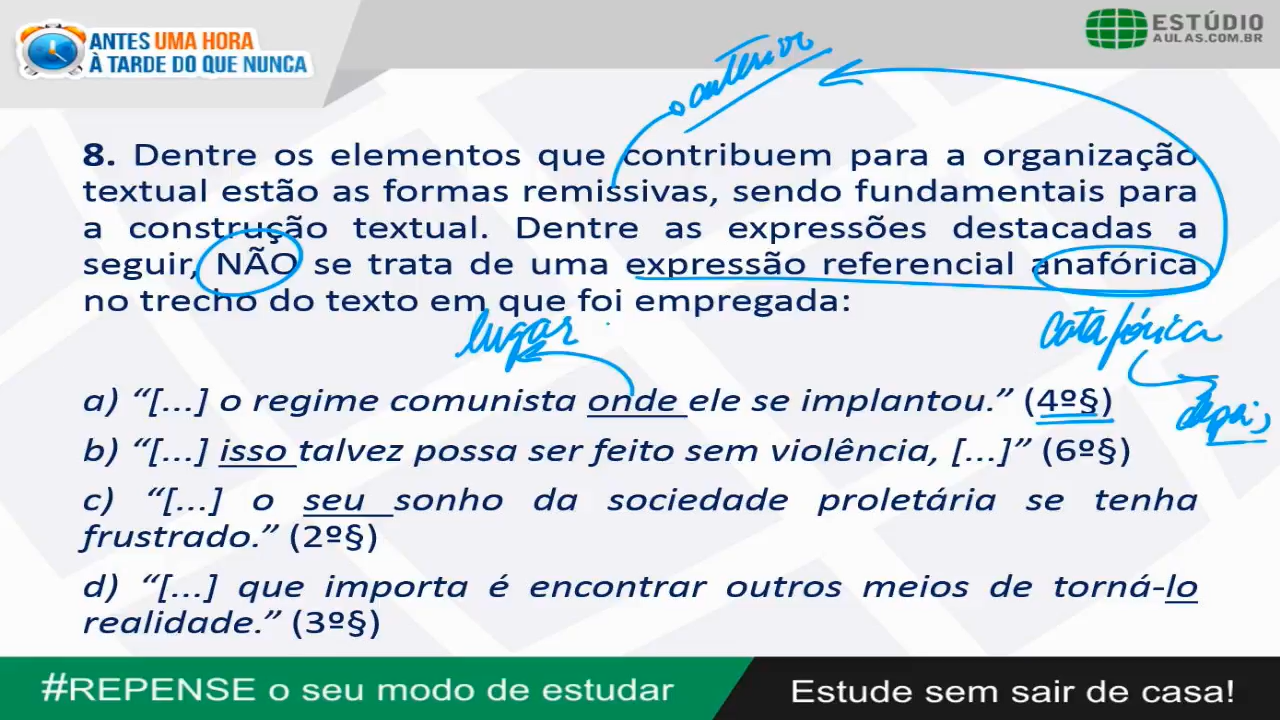 ANTES UMA HORA
À TARDE DO QUE NUNCA
ESTÚDIO
AULAS.COM.BR
anterior
8. Dentre os elementos que contribuem para a organização
textual estão as formas remissivas, sendo fundamentais para
a construção textual. Dentre as expressões destacadas a
seguir, NÃO se trata de uma expressão referencial anafórica
no trecho do texto em que foi empregada:
lugar
catafórica
a) “[...] o regime comunista onde ele se implantou.” (4º§)
depois
b) “[...] isso talvez possa ser feito sem violência, [...]” (6º§)
c) “[...] o seu sonho da sociedade proletária se tenha
frustrado.” (2º§)
d) “[...] que importa é encontrar outros meios de torná-lo
realidade.” (3º§)
#REPENSE o seu modo de estudar
Estude sem sair de casa!